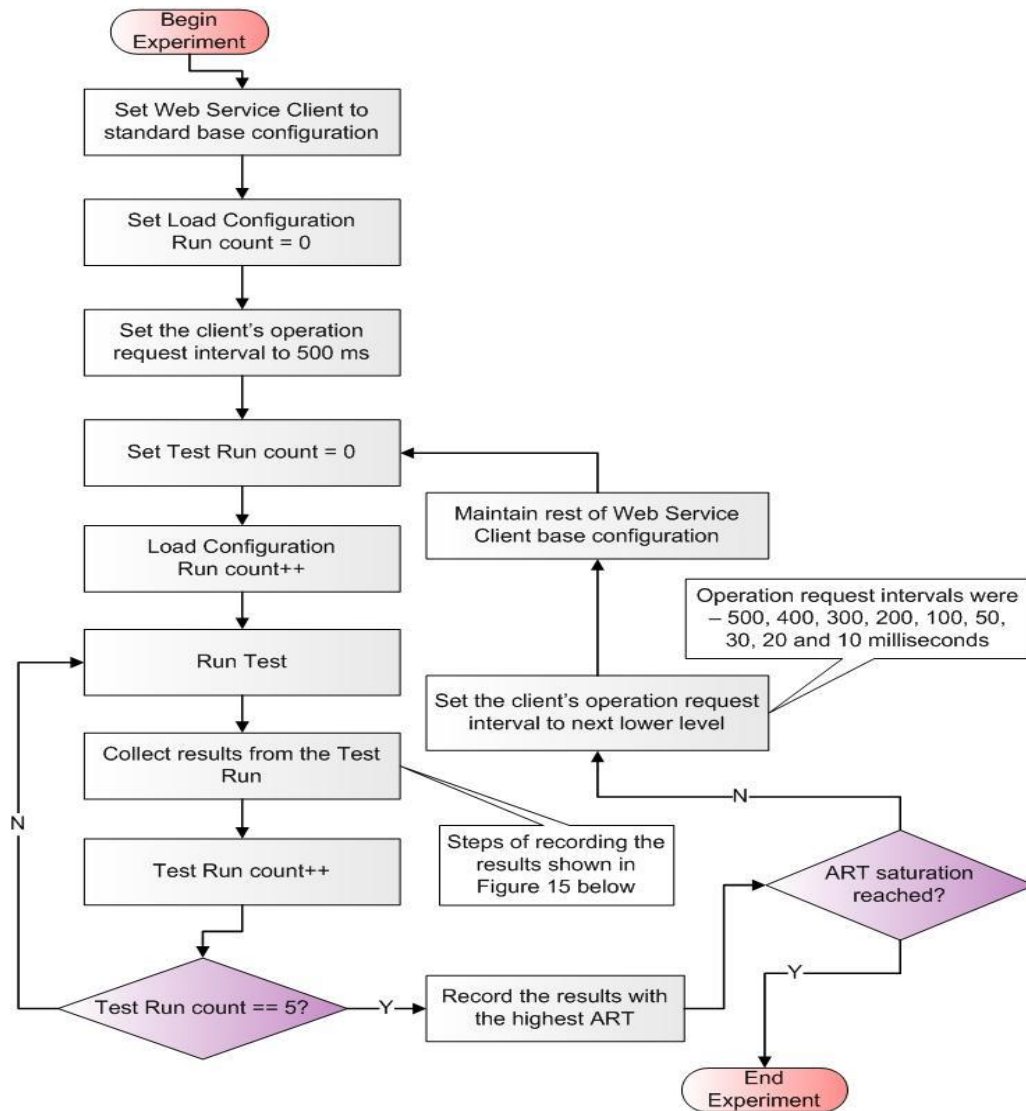 Begin
Experiment
Set Web Service Client to
standard base configuration
Set Load Configuration
Run count = 0
Set the client’s operation
request interval to 500 ms
Set Test Run count = 0
Load Configuration
Run count++
Run Test
Collect results from the Test
Run
Steps of recording the
results shown in
Figure 15 below
Test Run count++
Test Run count == 5?
N
Y
Record the results with
the highest ART
ART saturation
reached?
N
Set the client’s operation request
interval to next lower level
Operation request intervals were
– 500, 400, 300, 200, 100, 50,
30, 20 and 10 milliseconds
Maintain rest of Web Service
Client base configuration
Y
End
Experiment